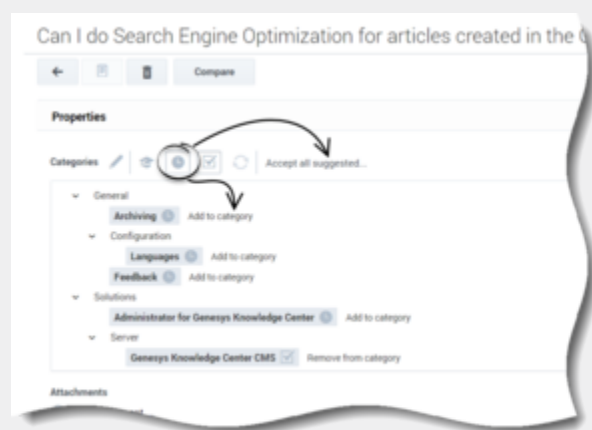 Can I do Search Engine Optimization for articles created in the
Compare
Properties
Categories Accept all suggested...
General
Archiving Add to category
Configuration
Languages Add to category
Feedback Add to category
Solutions
Administrator for Genesys Knowledge Center Add to category
Server
Genesys Knowledge Center CMS Remove from category
Attachments